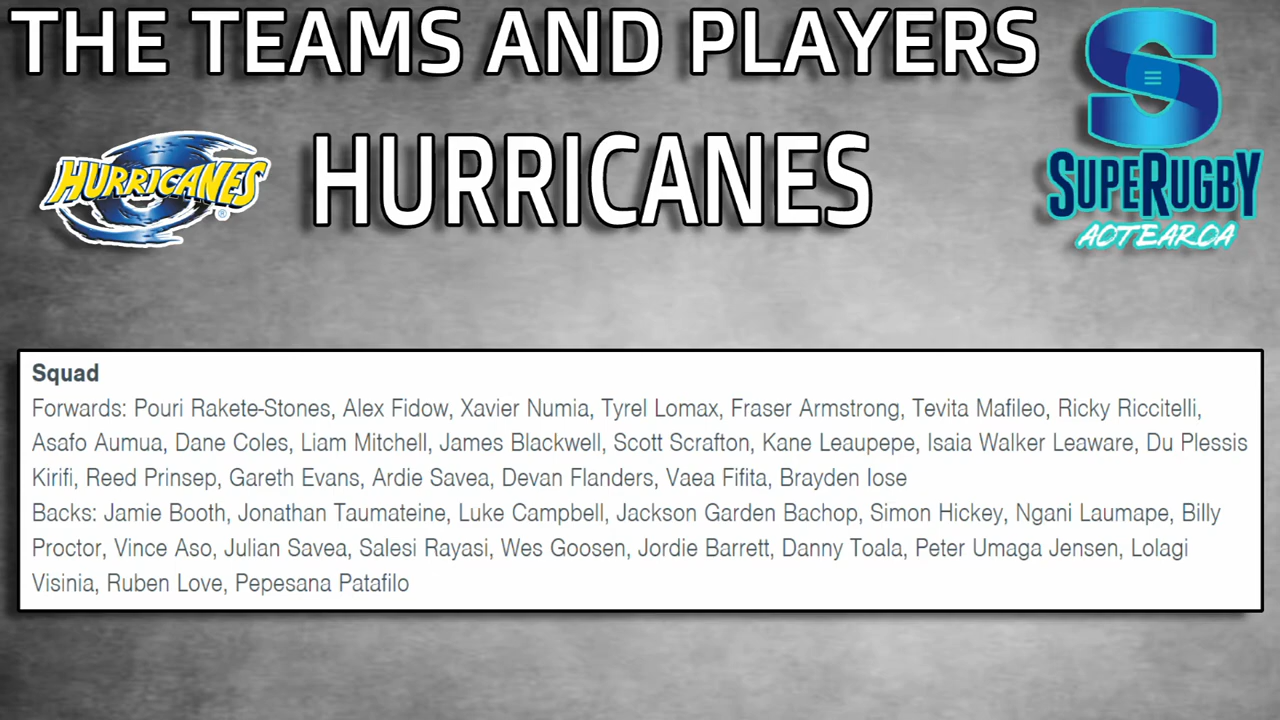 THE TEAMS AND PLAYERS
HURRICANES
HURRICANES
®
S
SUPERUGBY
AOTEAROA
Squad
Forwards: Pouri Rakete-Stones, Alex Fidow, Xavier Numia, Tyrel Lomax, Fraser Armstrong, Tevita Mafileo, Ricky Riccitelli,
Asafo Aumua, Dane Coles, Liam Mitchell, James Blackwell, Scott Scrafton, Kane Leaupepe, Isaia Walker Leaware, Du Plessis
Kirifi, Reed Prinsep, Gareth Evans, Ardie Savea, Devan Flanders, Vaea Fifita, Brayden Iose
Backs: Jamie Booth, Jonathan Taumateine, Luke Campbell, Jackson Garden Bachop, Simon Hickey, Ngani Laumape, Billy
Proctor, Vince Aso, Julian Savea, Salesi Rayasi, Wes Goosen, Jordie Barrett, Danny Toala, Peter Umaga Jensen, Lolagi
Visinia, Ruben Love, Pepesana Patafilo